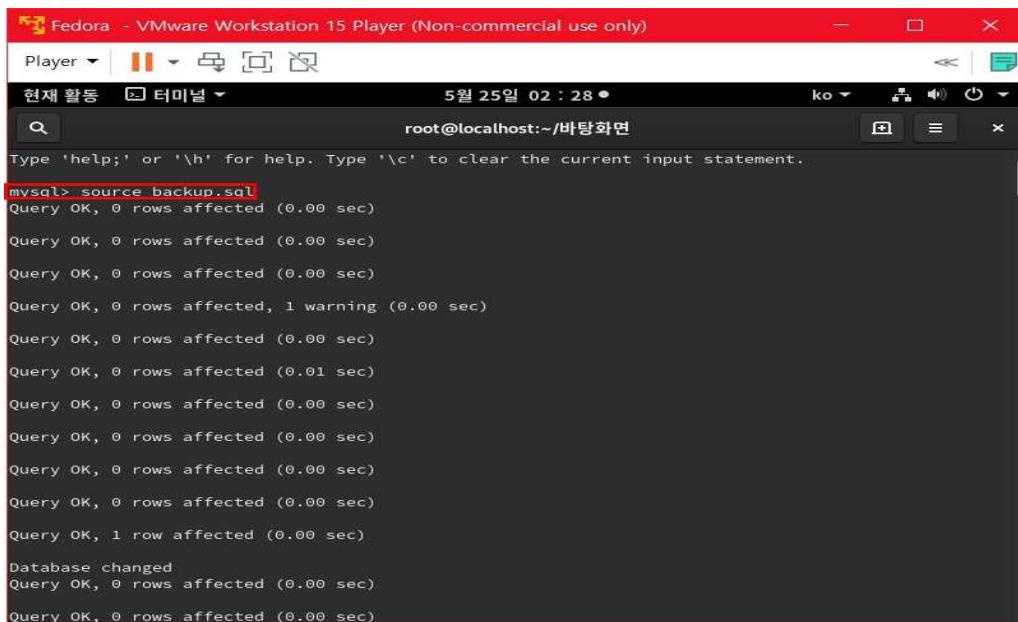 Fedora - VMware Workstation 15 Player (Non-commercial use only)
Player
현재 활동 터미널 5월 25일 02 : 28 ko
root@localhost:~/바탕화면
Type 'help;' or '\h' for help. Type '\c' to clear the current input statement.
mysql> source backup.sql
Query OK, 0 rows affected (0.00 sec)
Query OK, 0 rows affected (0.00 sec)
Query OK, 0 rows affected (0.00 sec)
Query OK, 0 rows affected, 1 warning (0.00 sec)
Query OK, 0 rows affected (0.00 sec)
Query OK, 0 rows affected (0.01 sec)
Query OK, 0 rows affected (0.00 sec)
Query OK, 0 rows affected (0.00 sec)
Query OK, 0 rows affected (0.00 sec)
Query OK, 0 rows affected (0.00 sec)
Query OK, 1 row affected (0.00 sec)
Database changed
Query OK, 0 rows affected (0.00 sec)
Query OK, 0 rows affected (0.00 sec)